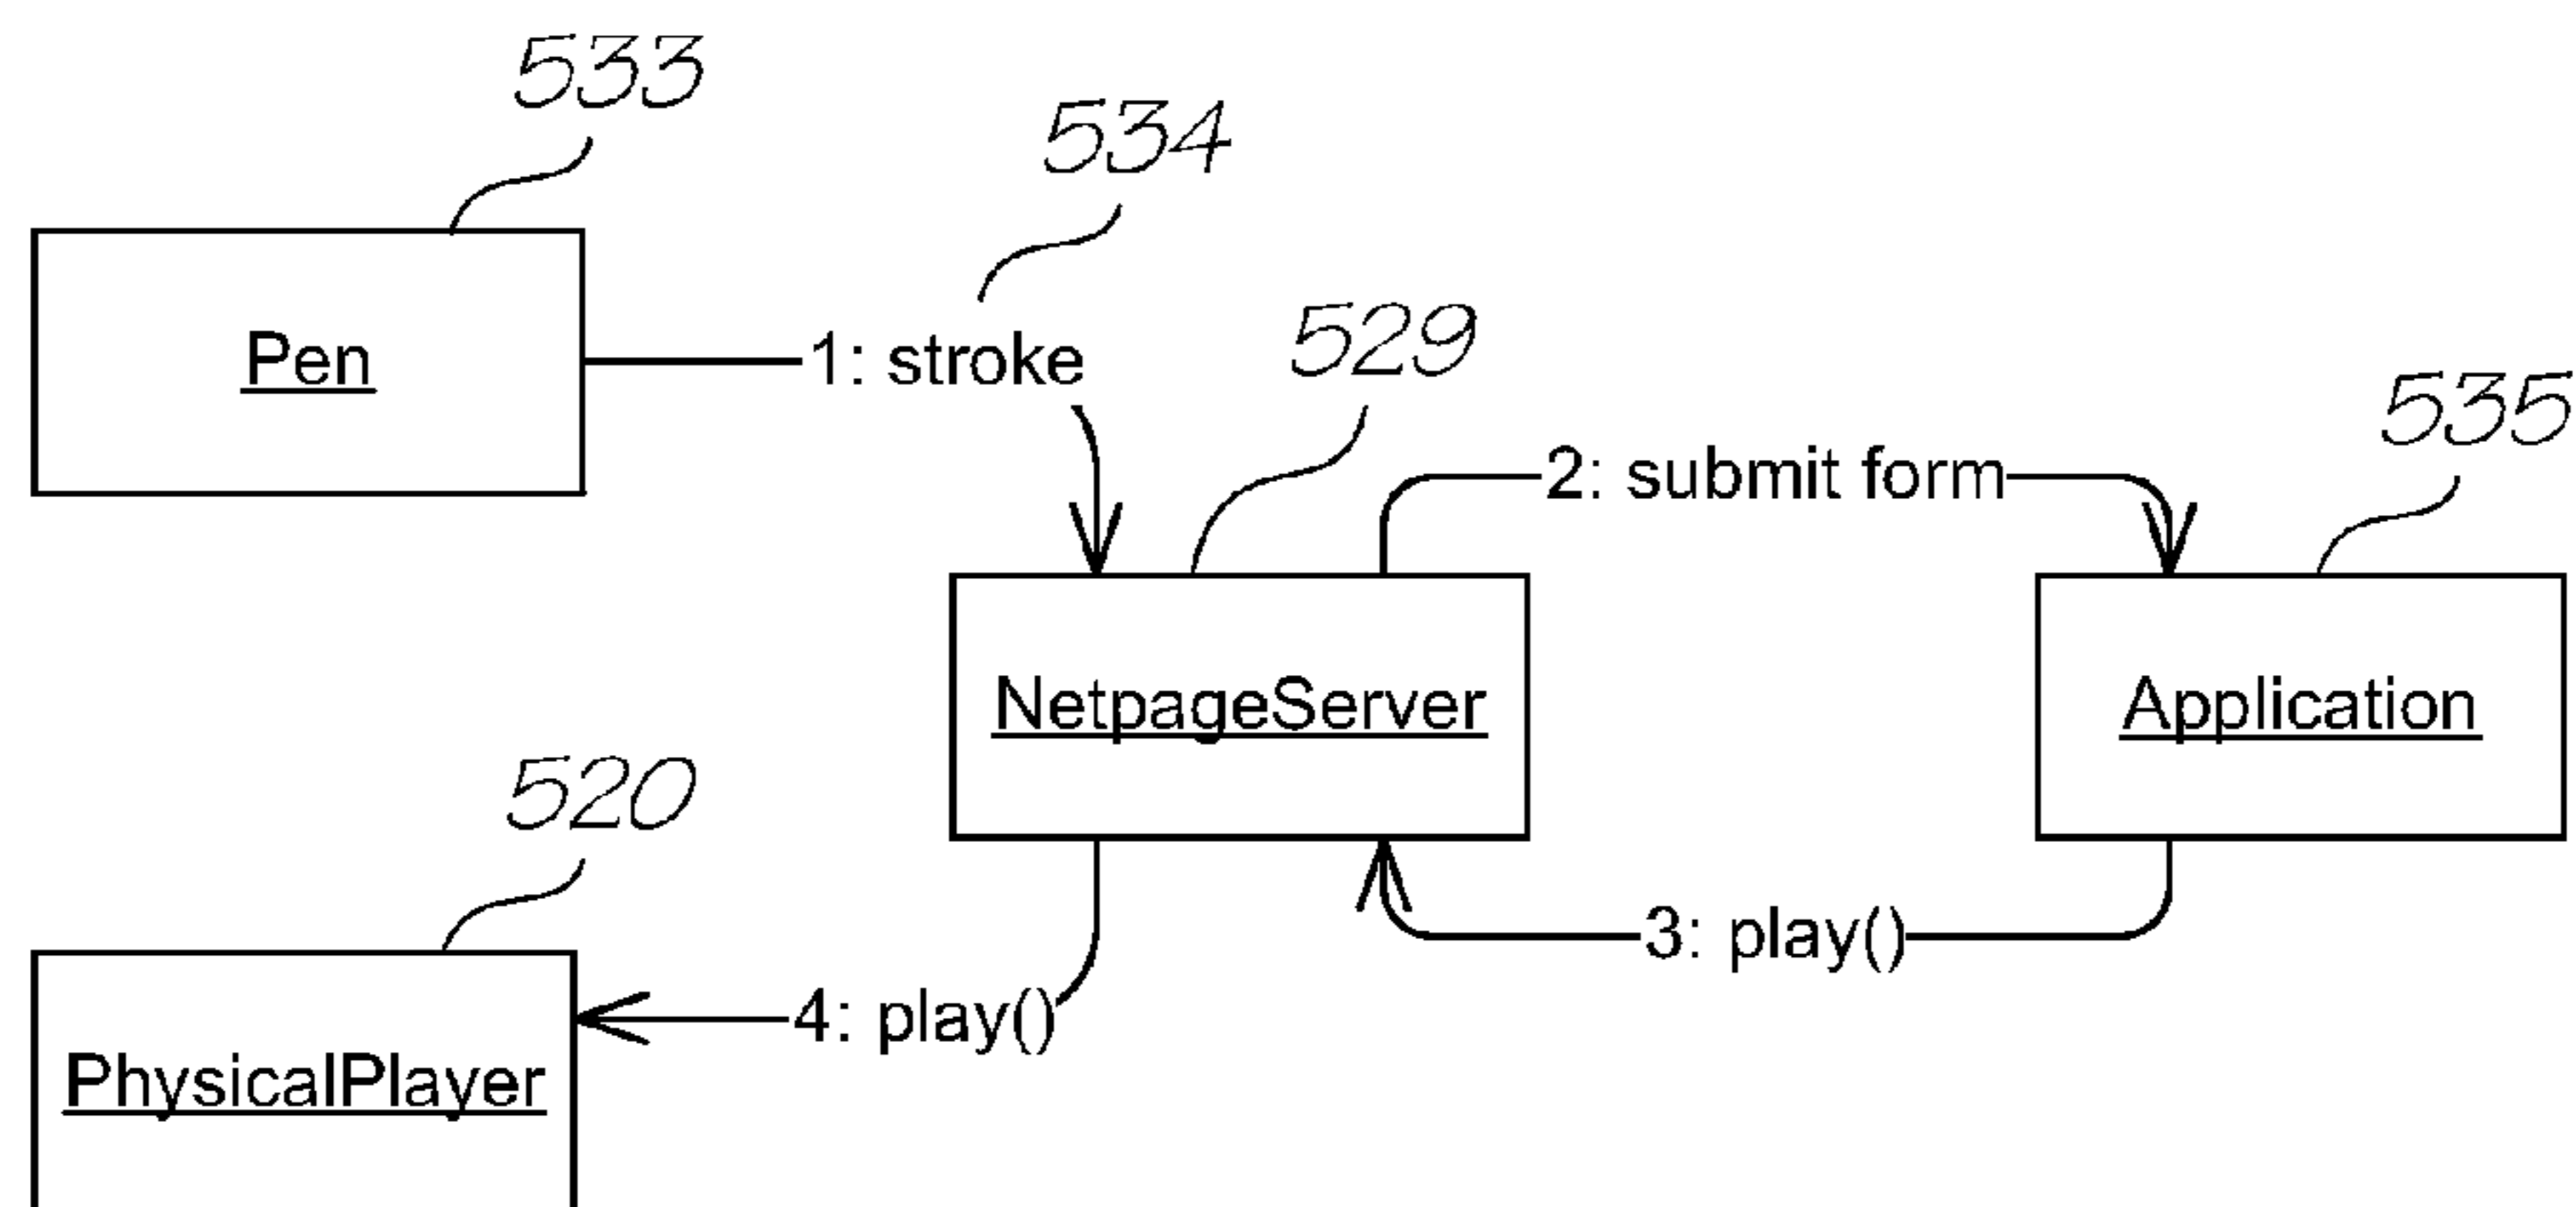 533
534
Pen
1: stroke
529
535
2: submit form
NetpageServer
Application
520
3: play()
4: play()
PhysicalPlayer